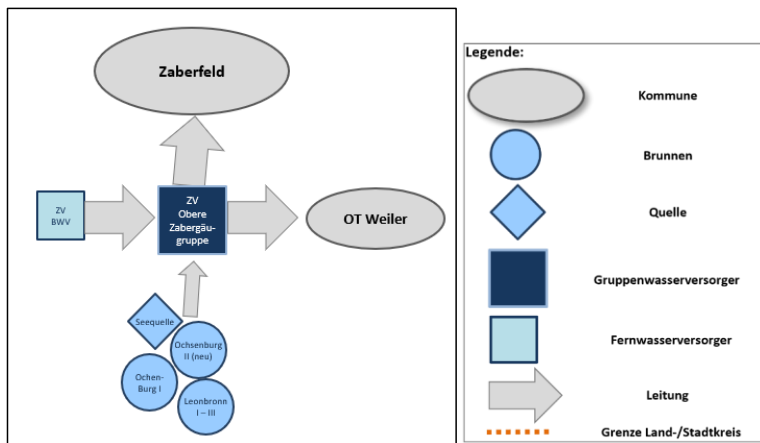 Zaberfeld
ZV
BWV
ZV
Obere
Zabergäu-
gruppe
OT Weiler
Seequelle
Ochsenburg
II (neu)
Ochen-
Burg I
Leonbronn
I – III
Legende:
Kommune
Brunnen
Quelle
Gruppenwasserversorger
Fernwasserversorger
Leitung
Grenze Land-/Stadtkreis